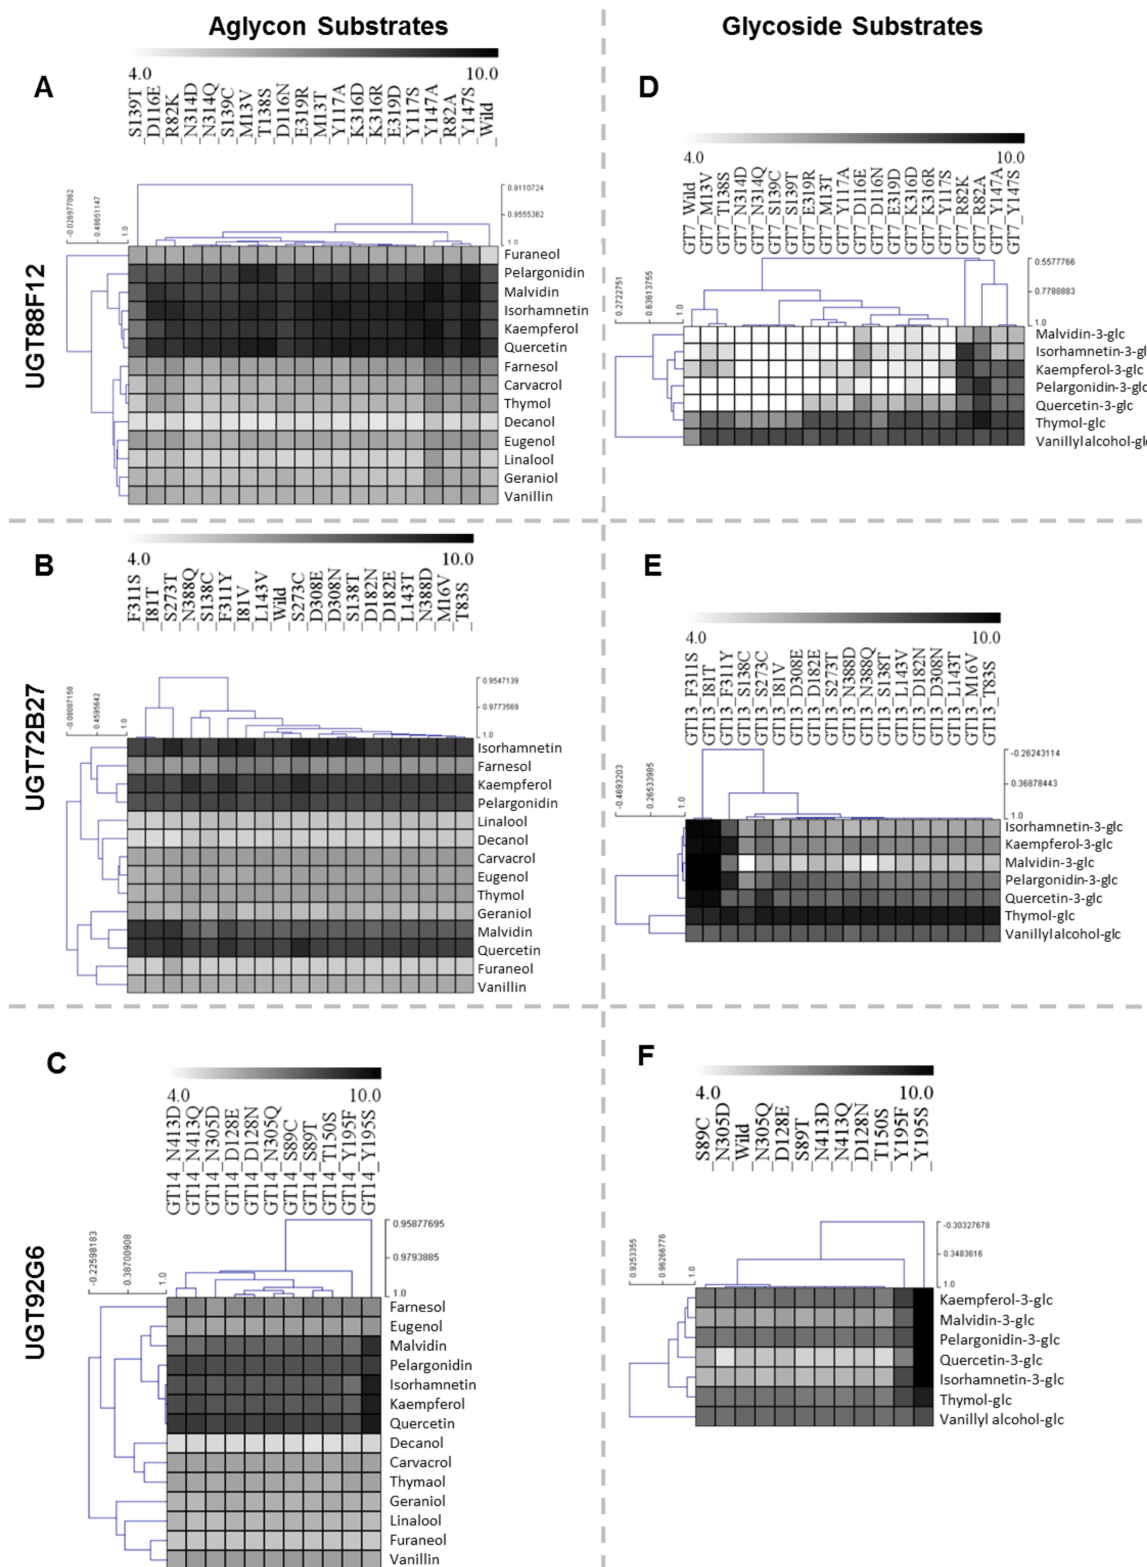 Aglycon Substrates
Glycoside Substrates
A
4.0 10.0
S139T
D116E
R82K
N314D
N314Q
S139C
M13V
T138S
D116N
E319R
M13T
Y117A
K316D
K316R
E319D
Y117S
Y147A
R82A
Y147S
Wild
-0.026977062
0.48651147
1.0
0.9110724
0.9555362
1.0
UGT88F12
Furaneol
Pelargonidin
Malvidin
Isorhamnetin
Kaempferol
Quercetin
Farnesol
Carvacrol
Thymol
Decanol
Eugenol
Linalool
Geraniol
Vanillin
D
4.0 10.0
GT7_Wild
GT7_M13V
GT7_T138S
GT7_N314D
GT7_N314Q
GT7_S139C
GT7_S139T
GT7_E319R
GT7_M13T
GT7_Y117A
GT7_D116E
GT7_D116N
GT7_E319D
GT7_K316D
GT7_K316R
GT7_Y117S
GT7_R82K
GT7_R82A
GT7_Y147A
GT7_Y147S
0.2722751
0.63613755
1.0
0.5577766
0.7788883
1.0
Malvidin-3-glc
Isorhamnetin-3-gl
Kaempferol-3-glc
Pelargonidin-3-glc
Quercetin-3-glc
Thymol-glc
Vanillylalcohol-glc
B
4.0 10.0
F311S
I81T
S273T
N388Q
S138C
F311Y
I81V
L143V
Wild
S273C
D308E
D308N
S138T
D182N
D182E
L143T
N388D
M16V
T83S
-0.08087158
0.4595642
1.0
0.9547139
0.9773569
1.0
UGT72B27
Isorhamnetin
Farnesol
Kaempferol
Pelargonidin
Linalool
Decanol
Carvacrol
Eugenol
Thymol
Geraniol
Malvidin
Quercetin
Furaneol
Vanillin
E
4.0 10.0
GT13_F311S
GT13_I81T
GT13_F311Y
GT13_S138C
GT13_S273C
GT13_I81V
GT13_D308E
GT13_D182E
GT13_S273T
GT13_N388D
GT13_N388Q
GT13_S138T
GT13_L143V
GT13_D182N
GT13_D308N
GT13_L143T
GT13_M16V
GT13_T83S
-0.4693203
0.26533985
1.0
-0.26243114
0.36878443
1.0
Isorhamnetin-3-glc
Kaempferol-3-glc
Malvidin-3-glc
Pelargonidin-3-glc
Quercetin-3-glc
Thymol-glc
Vanillylalcohol-glc
C
4.0 10.0
GT14_N413D
GT14_N413Q
GT14_N305D
GT14_D128E
GT14_D128N
GT14_N305Q
GT14_S89C
GT14_S89T
GT14_T150S
GT14_Y195F
GT14_Y195S
-0.22598183
0.38700908
1.0
0.95877695
0.9793885
1.0
UGT92G6
Farnesol
Eugenol
Malvidin
Pelargonidin
Isorhamnetin
Kaempferol
Quercetin
Decanol
Carvacrol
Thymaol
Geraniol
Linalool
Furaneol
Vanillin
F
4.0 10.0
S89C
N305D
Wild
N305Q
D128E
S89T
N413D
N413Q
D128N
T150S
Y195F
Y195S
0.9253355
0.96266776
1.0
-0.30327678
0.3483616
1.0
Kaempferol-3-glc
Malvidin-3-glc
Pelargonidin-3-glc
Quercetin-3-glc
Isorhamnetin-3-glc
Thymol-glc
Vanillyl alcohol-glc